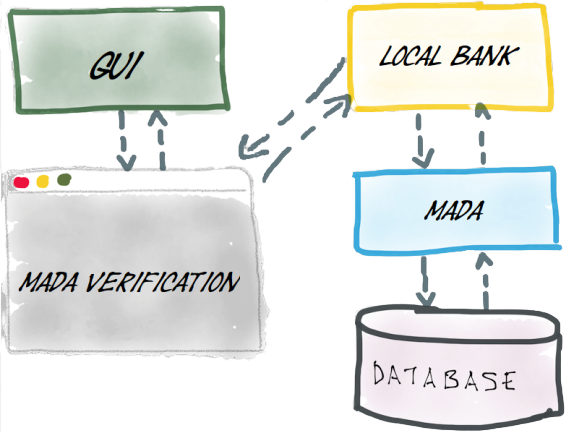 GUI
LOCAL BANK
MADA VERIFICATION
MADA
DATABASE